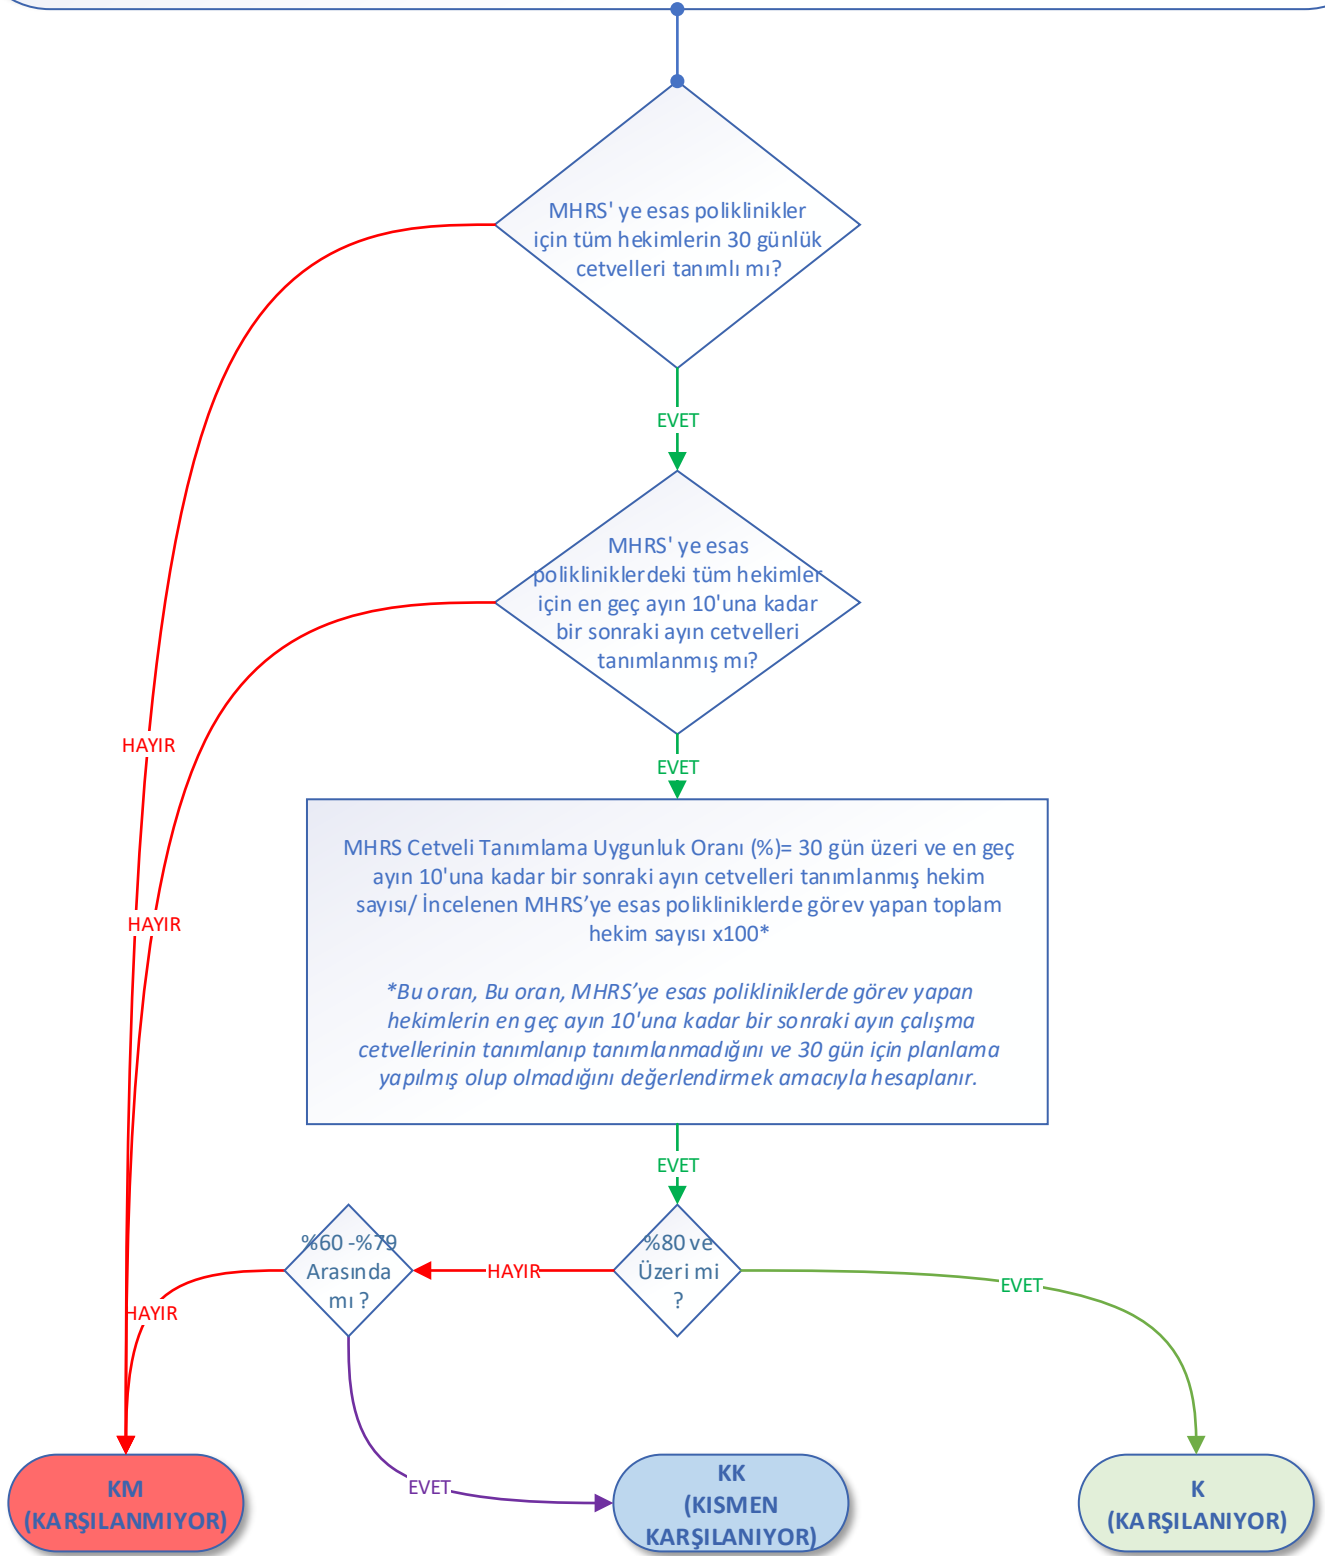 MHRS' ye esas poliklinikler
için tüm hekimlerin 30 günlük
cetvelleri tanımlı mı?
EVET
MHRS' ye esas
polikliniklerdeki tüm hekimler
için en geç ayın 10'una kadar
bir sonraki ayın cetvelleri
tanımlanmış mı?
HAYIR
EVET
HAYIR
MHRS Cetveli Tanımlama Uygunluk Oranı (%)= 30 gün üzeri ve en geç
ayın 10'una kadar bir sonraki ayın cetvelleri tanımlanmış hekim
sayısı/ İncelenen MHRS’ye esas polikliniklerde görev yapan toplam
hekim sayısı x100*
*Bu oran, Bu oran, MHRS’ye esas polikliniklerde görev yapan
hekimlerin en geç ayın 10'una kadar bir sonraki ayın çalışma
cetvellerinin tanımlanıp tanımlanmadığını ve 30 gün için planlama
yapılmış olup olmadığını değerlendirmek amacıyla hesaplanır.
EVET
%60 -%79
Arasında
mı ?
HAYIR
%80 ve
Üzeri mi
?
EVET
HAYIR
EVET
KM
(KARŞILANMIYOR)
KK
(KISMEN
KARŞILANIYOR)
K
(KARŞILANIYOR)